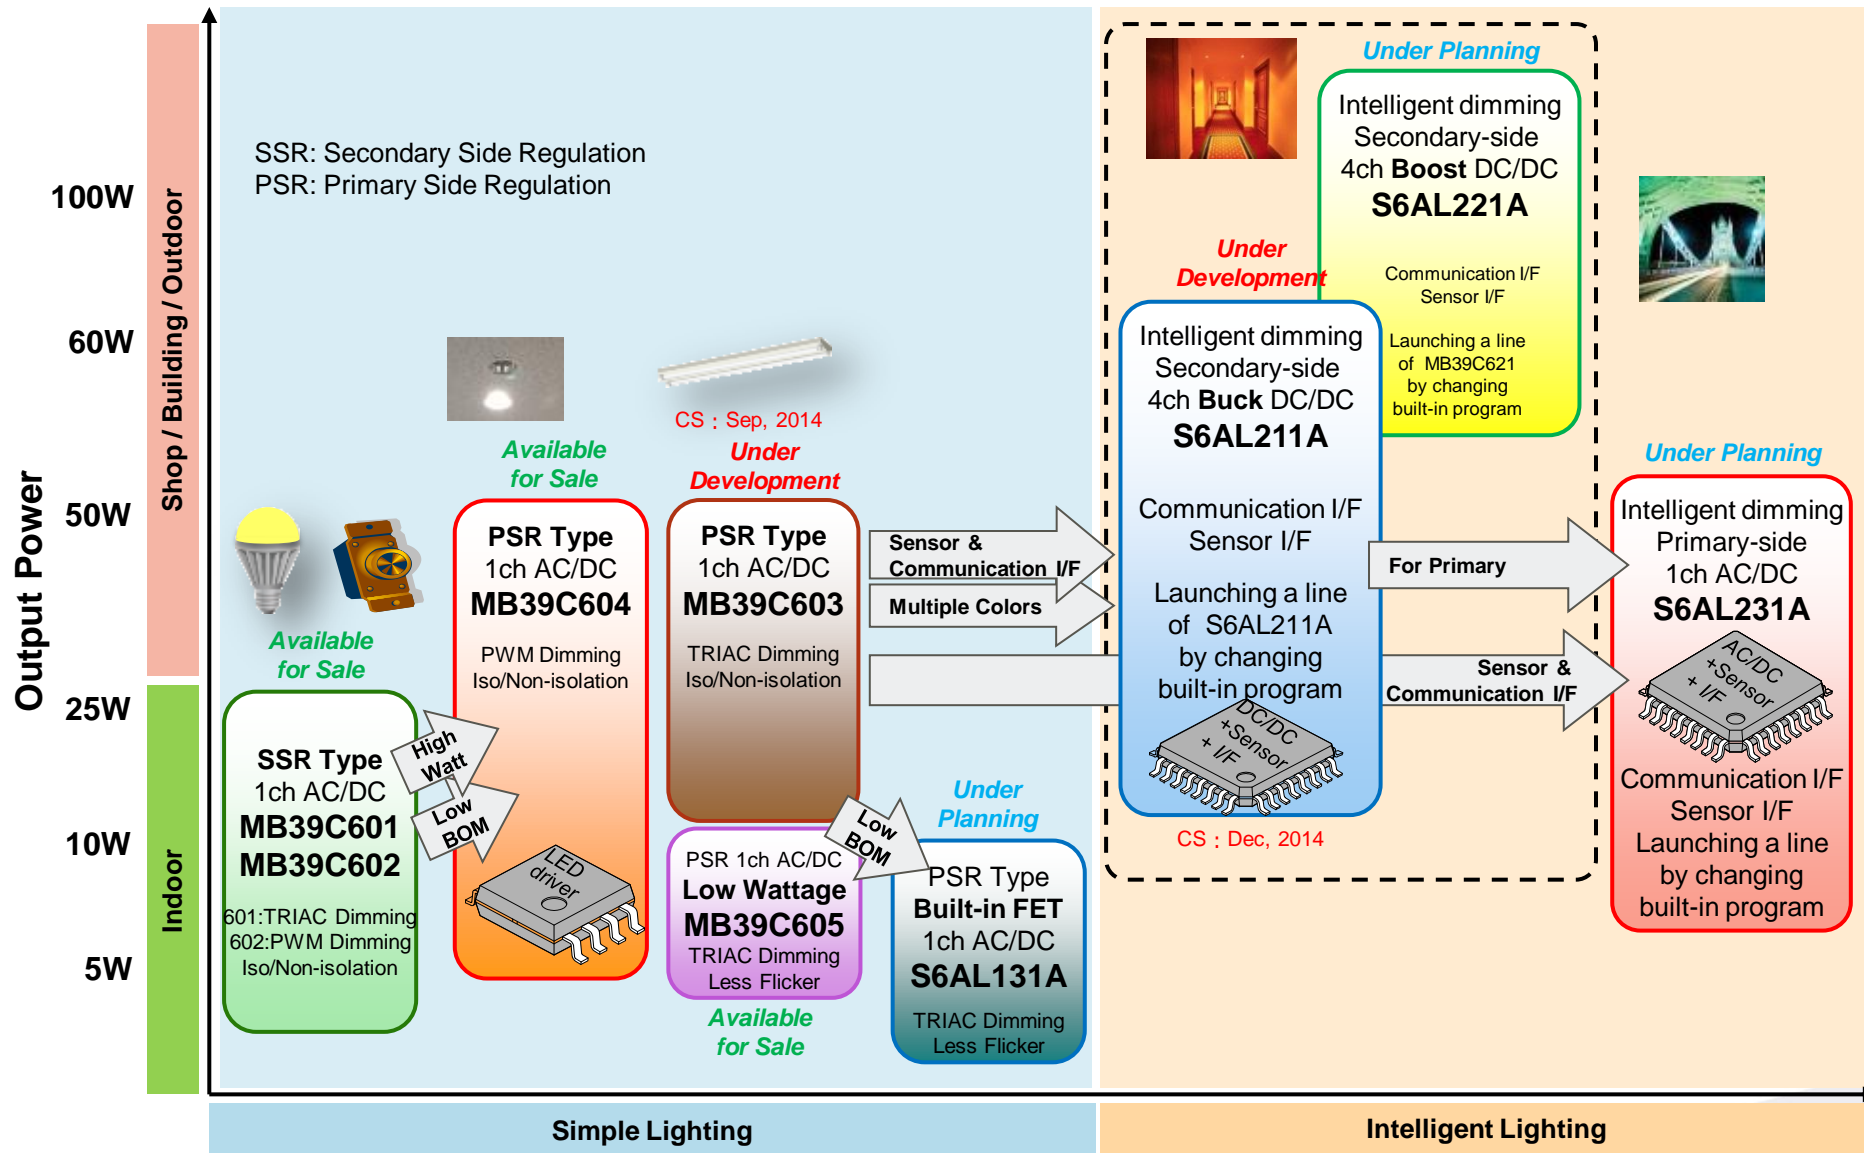 Output Power
Shop / Building / Outdoor
Indoor
100W
60W
50W
25W
10W
5W
SSR: Secondary Side Regulation
PSR: Primary Side Regulation
Available
for Sale
SSR Type
1ch AC/DC
MB39C601
MB39C602
601:TRIAC Dimming
602:PWM Dimming
Iso/Non-isolation
High
Watt
Low
BOM
Available
for Sale
PSR Type
1ch AC/DC
MB39C604
PWM Dimming
Iso/Non-isolation
LED
driver
CS : Sep, 2014
Under
Development
PSR Type
1ch AC/DC
MB39C603
TRIAC Dimming
Iso/Non-isolation
PSR 1ch AC/DC
Low Wattage
MB39C605
TRIAC Dimming
Less Flicker
Available
for Sale
Low
BOM
Under
Planning
PSR Type
Built-in FET
1ch AC/DC
S6AL131A
TRIAC Dimming
Less Flicker
Sensor &
Communication I/F
Multiple Colors
Under
Development
Intelligent dimming
Secondary-side
4ch Buck DC/DC
S6AL211A
Communication I/F
Sensor I/F
Launching a line
of S6AL211A
by changing
built-in program
DC/DC
+Sensor
+ I/F
CS : Dec, 2014
Under Planning
Intelligent dimming
Secondary-side
4ch Boost DC/DC
S6AL221A
Communication I/F
Sensor I/F
Launching a line
of MB39C621
by changing
built-in program
For Primary
Sensor &
Communication I/F
Under Planning
Intelligent dimming
Primary-side
1ch AC/DC
S6AL231A
AC/DC
+Sensor
+ I/F
Communication I/F
Sensor I/F
Launching a line
by changing
built-in program
Simple Lighting
Intelligent Lighting